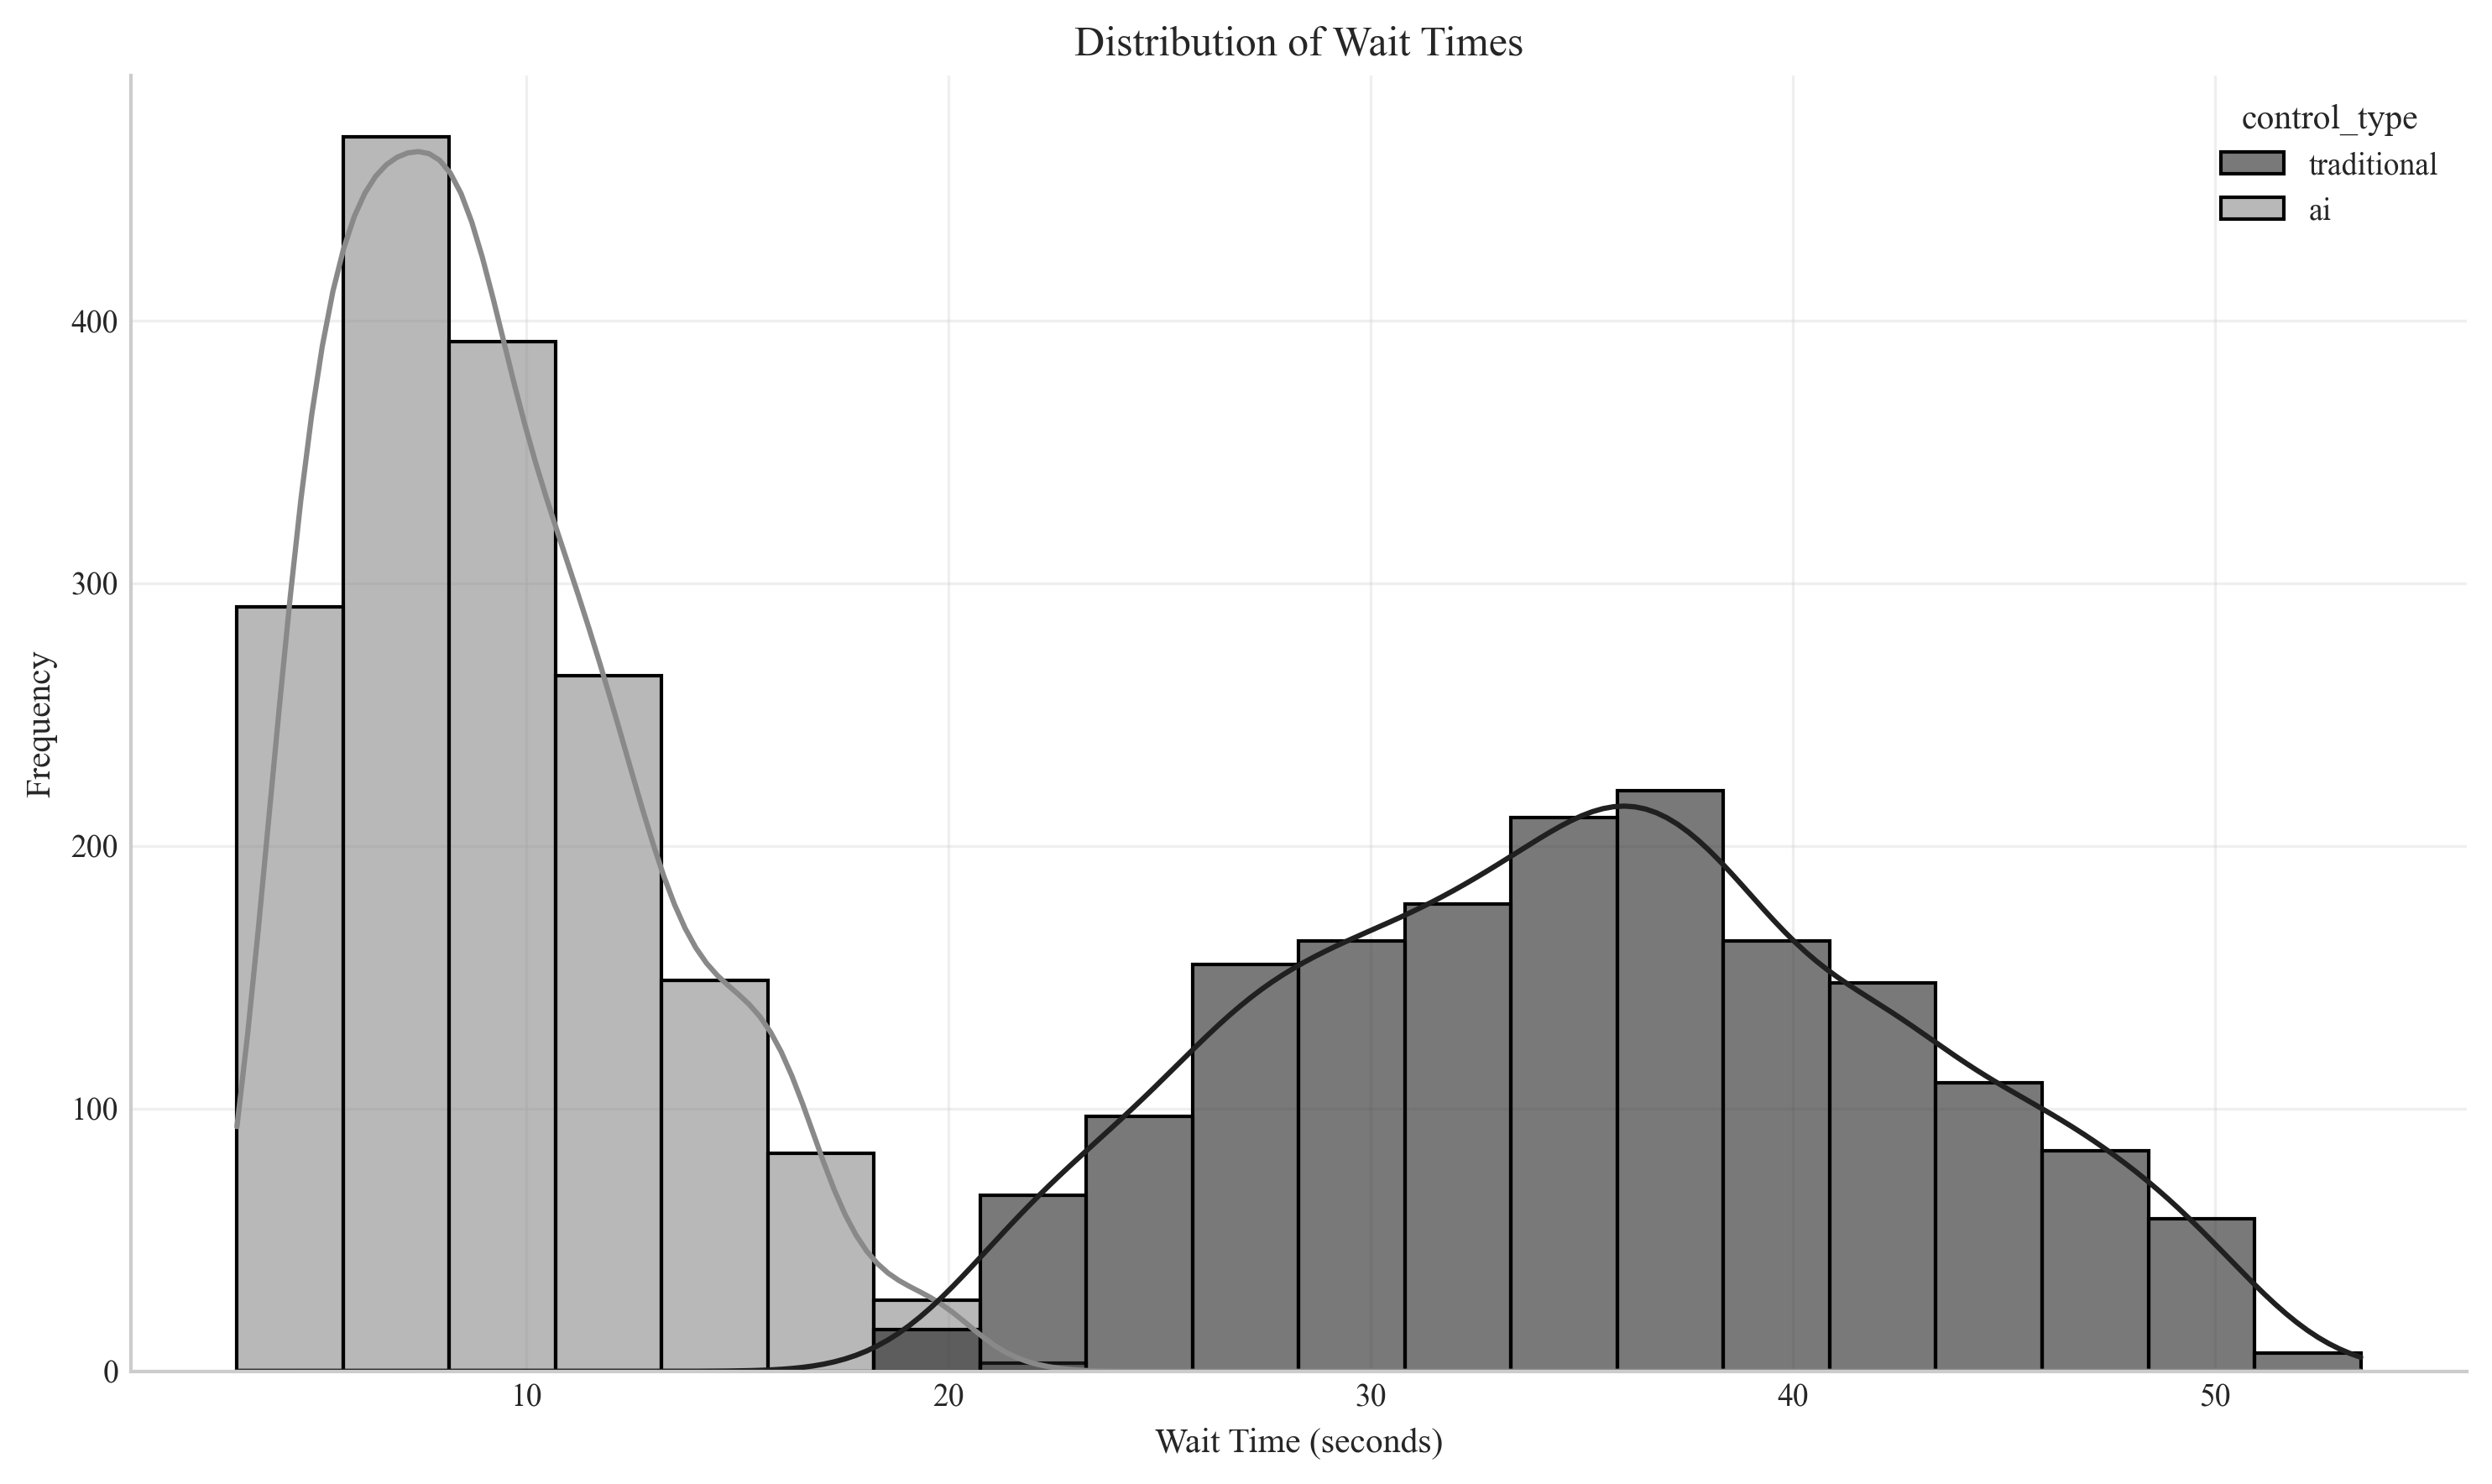 Distribution of Wait Times
control_type
traditional
ai
Frequency
400
300
200
100
0
10
20
30
40
50
Wait Time (seconds)